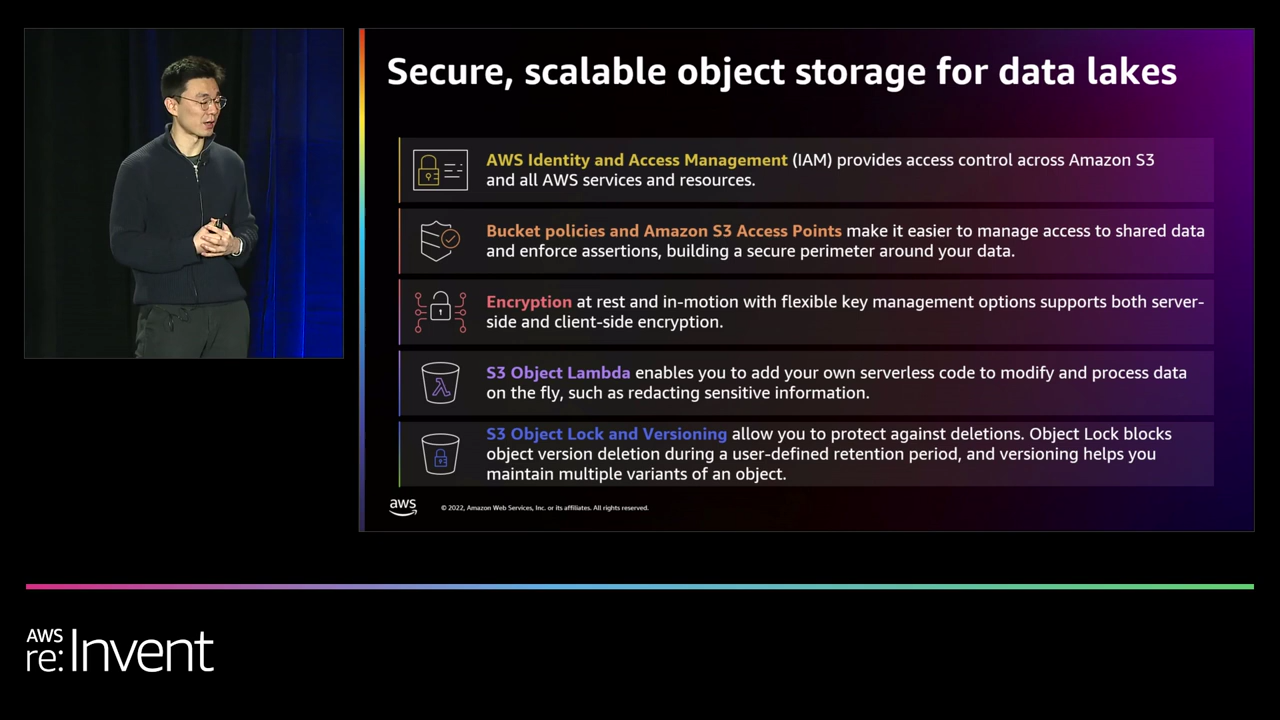 Secure, scalable object storage for data lakes
AWS Identity and Access Management (IAM) provides access control across Amazon S3
and all AWS services and resources.
Bucket policies and Amazon S3 Access Points make it easier to manage access to shared data
and enforce assertions, building a secure perimeter around your data.
Encryption at rest and in-motion with flexible key management options supports both server-
side and client-side encryption.
S3 Object Lambda enables you to add your own serverless code to modify and process data
on the fly, such as redacting sensitive information.
S3 Object Lock and Versioning allow you to protect against deletions. Object Lock blocks
object version deletion during a user-defined retention period, and versioning helps you
maintain multiple variants of an object.
aws
© 2022, Amazon Web Services, Inc. or its affiliates. All rights reserved.
AWS
re:Invent